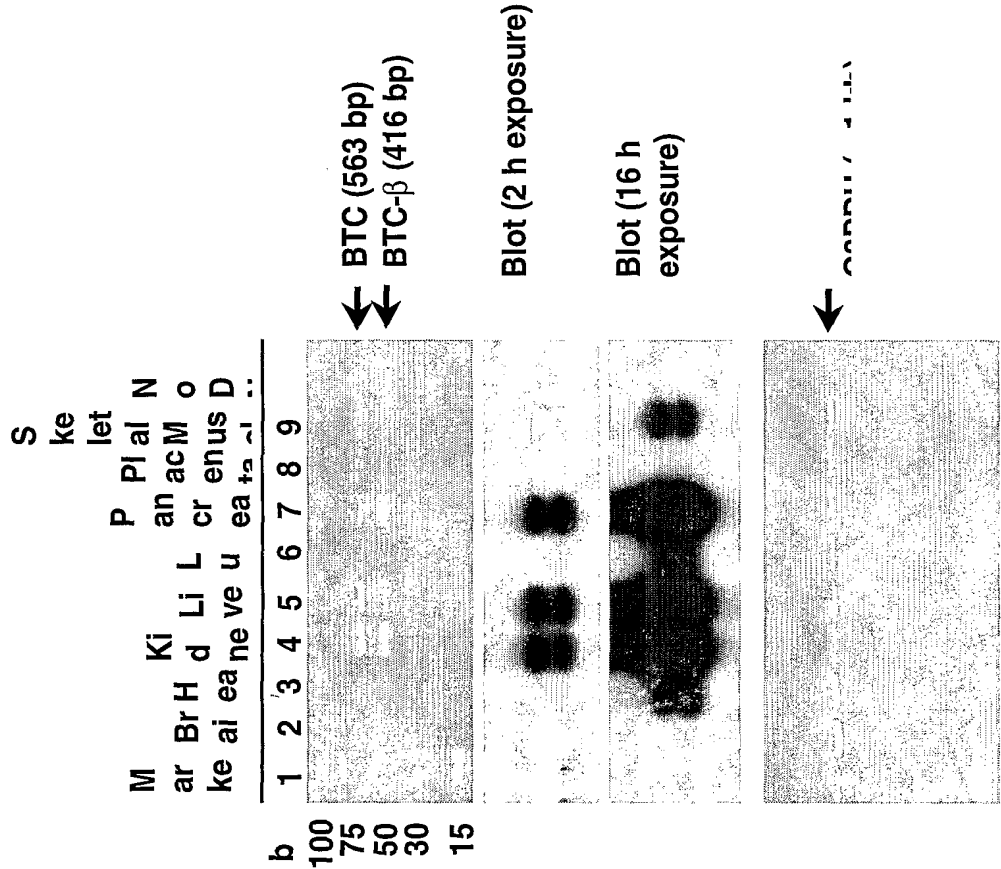 S
ke
P Pl let
M Ki an ac al N
ar Br H d Li L cr en M o
ke ai ea ne ve u ea us D
b 1 2 3 4 5 6 7 8 9
100
75
50
30
15
BTC (563 bp)
BTC-β (416 bp)
Blot (2 h exposure)
Blot (16 h
exposure)